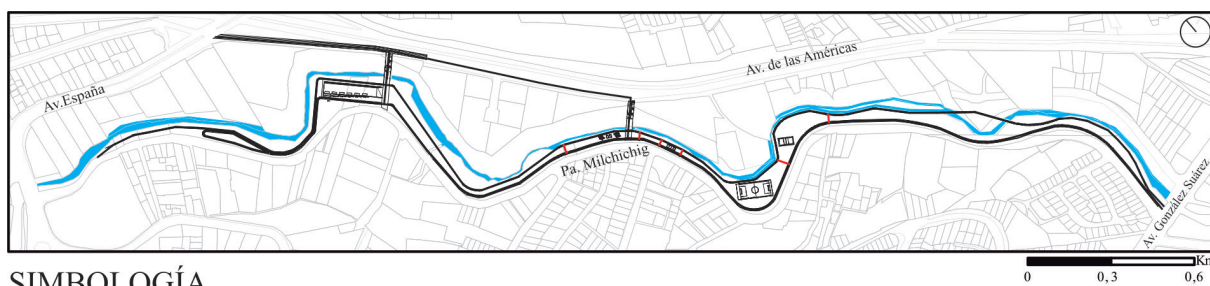 Av. de las Américas
Av.España
Pa. Milchichig
Av. González Suárez
Km
0 0,3 0,6
SIMBOLOGÍA